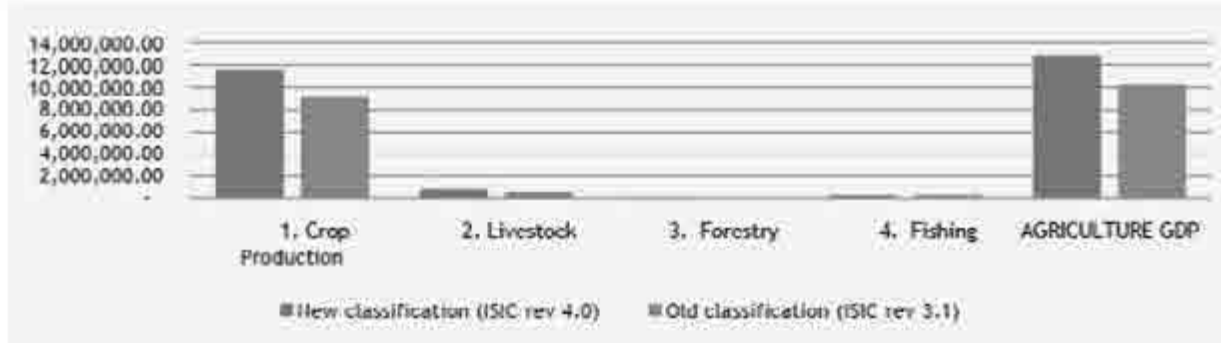 14,000,000.00
12,000,000.00
10,000,000.00
8,000,000.00
6,000,000.00
4,000,000.00
2,000,000.00
-
1. Crop Production
2. Livestock
3. Forestry
4. Fishing
AGRICULTURE GDP
New classification (ISIC rev 4.0)
Old classification (ISIC rev 3.1)